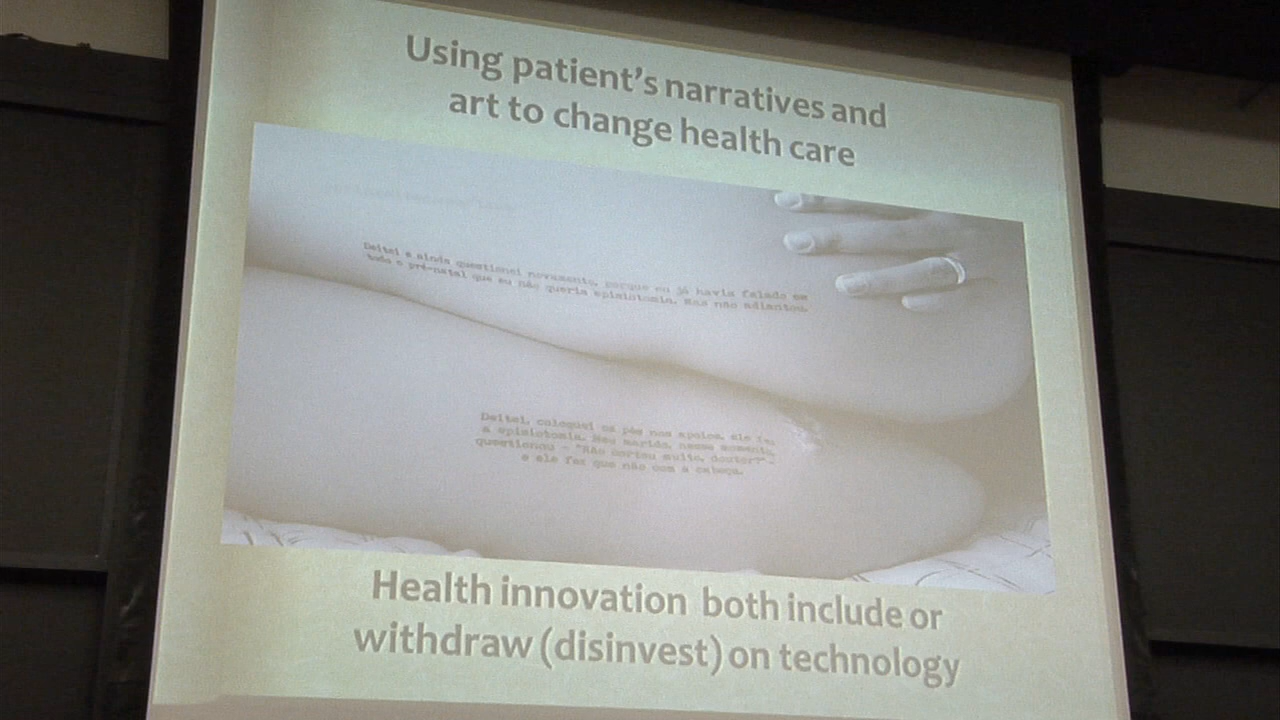 Using patient's narratives and
art to change health care
Deitei e ainda questionei novamente, porque eu já havia falado em
todo o pré-natal que eu não queria episiotomia. Mas não adiantou.
Deitei, coloquei os pés nos apoios, ele fez
a episiotomia. Meu marido, nesse momento,
questionou - "Não cortou muito, doutor?" -
e ele fez que não com a cabeça.
Health innovation both include or
withdraw (disinvest) on technology